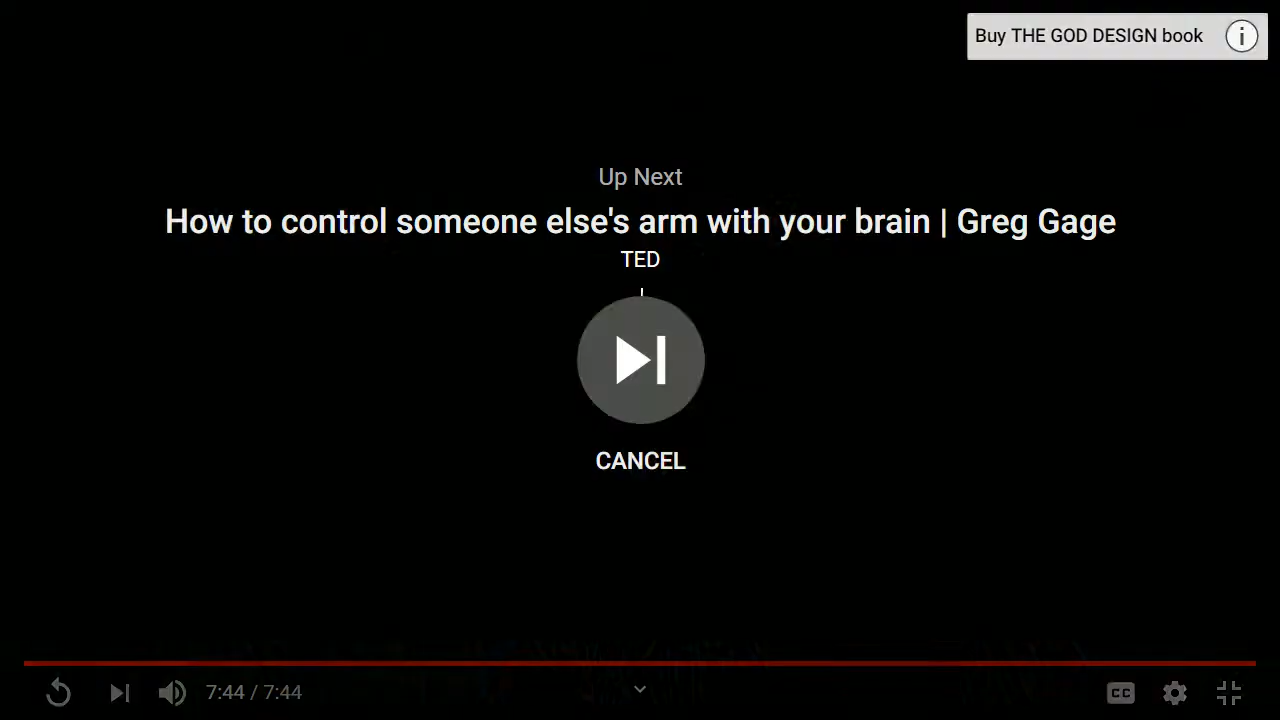 Buy THE GOD DESIGN book
Up Next
How to control someone else's arm with your brain | Greg Gage
TED
CANCEL
7:44 / 7:44
CC